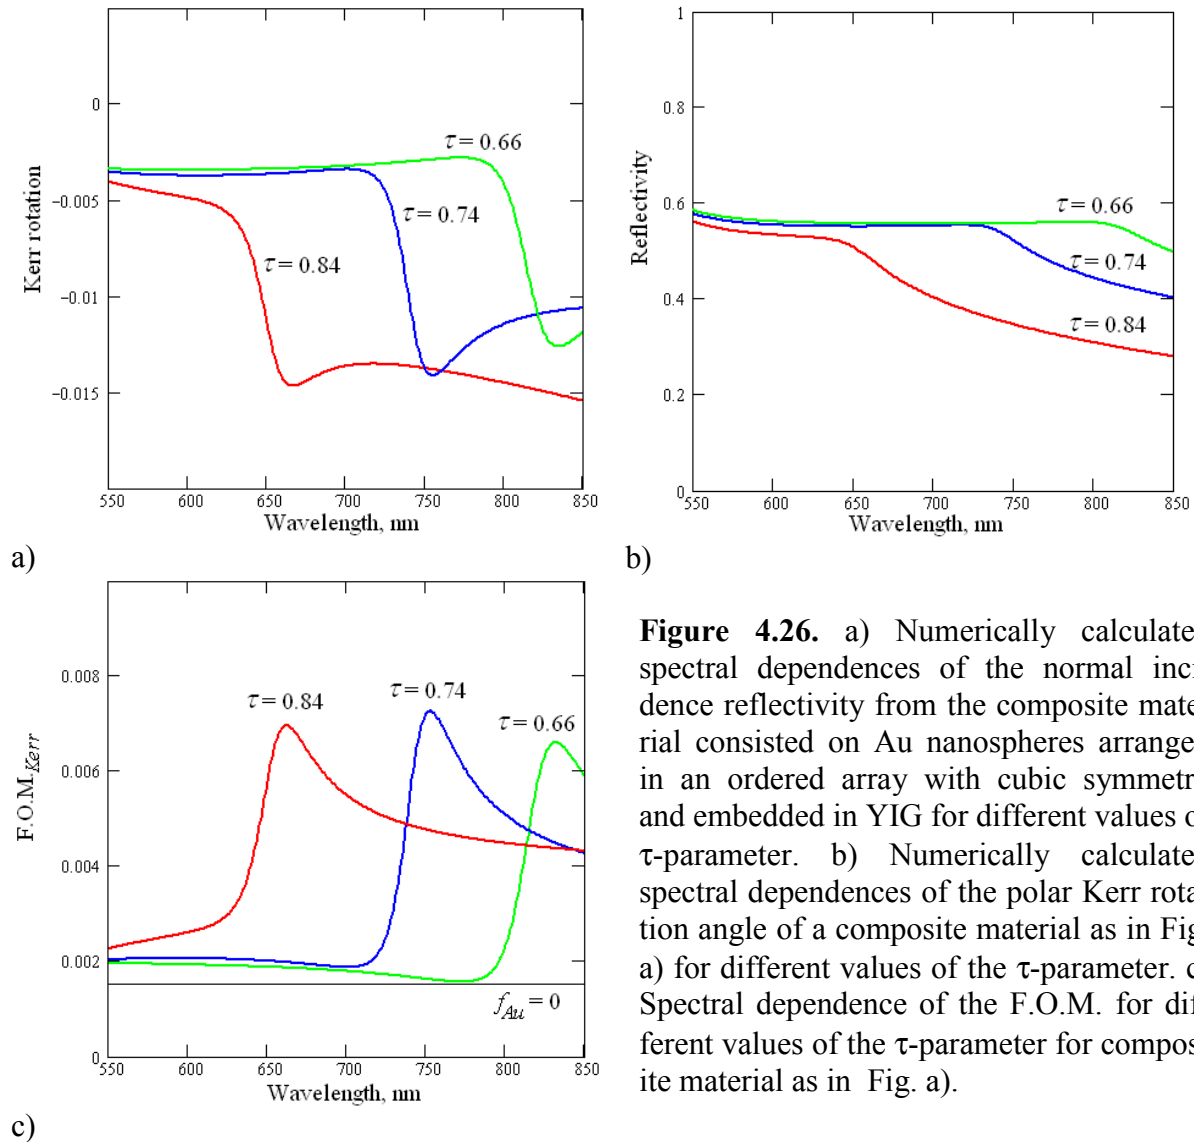 0
−0.005
−0.01
−0.015
Kerr rotation
τ = 0.66
τ = 0.74
τ = 0.84
550 600 650 700 750 800 850
Wavelength, nm
a)
1
0.8
0.6
0.4
0.2
0
Reflectivity
τ = 0.66
τ = 0.74
τ = 0.84
550 600 650 700 750 800 850
Wavelength, nm
b)
0.008
0.006
0.004
0.002
0
F.O.M.Kerr
τ = 0.84
τ = 0.74
τ = 0.66
fAu = 0
550 600 650 700 750 800 850
Wavelength, nm
c)
Figure 4.26. a) Numerically calculate
spectral dependences of the normal inci
dence reflectivity from the composite mate
rial consisted on Au nanospheres arrange
in an ordered array with cubic symmetr
and embedded in YIG for different values o
τ-parameter. b) Numerically calculate
spectral dependences of the polar Kerr rota
tion angle of a composite material as in Fig
a) for different values of the τ-parameter. c
Spectral dependence of the F.O.M. for dif
ferent values of the τ-parameter for compos
ite material as in Fig. a).